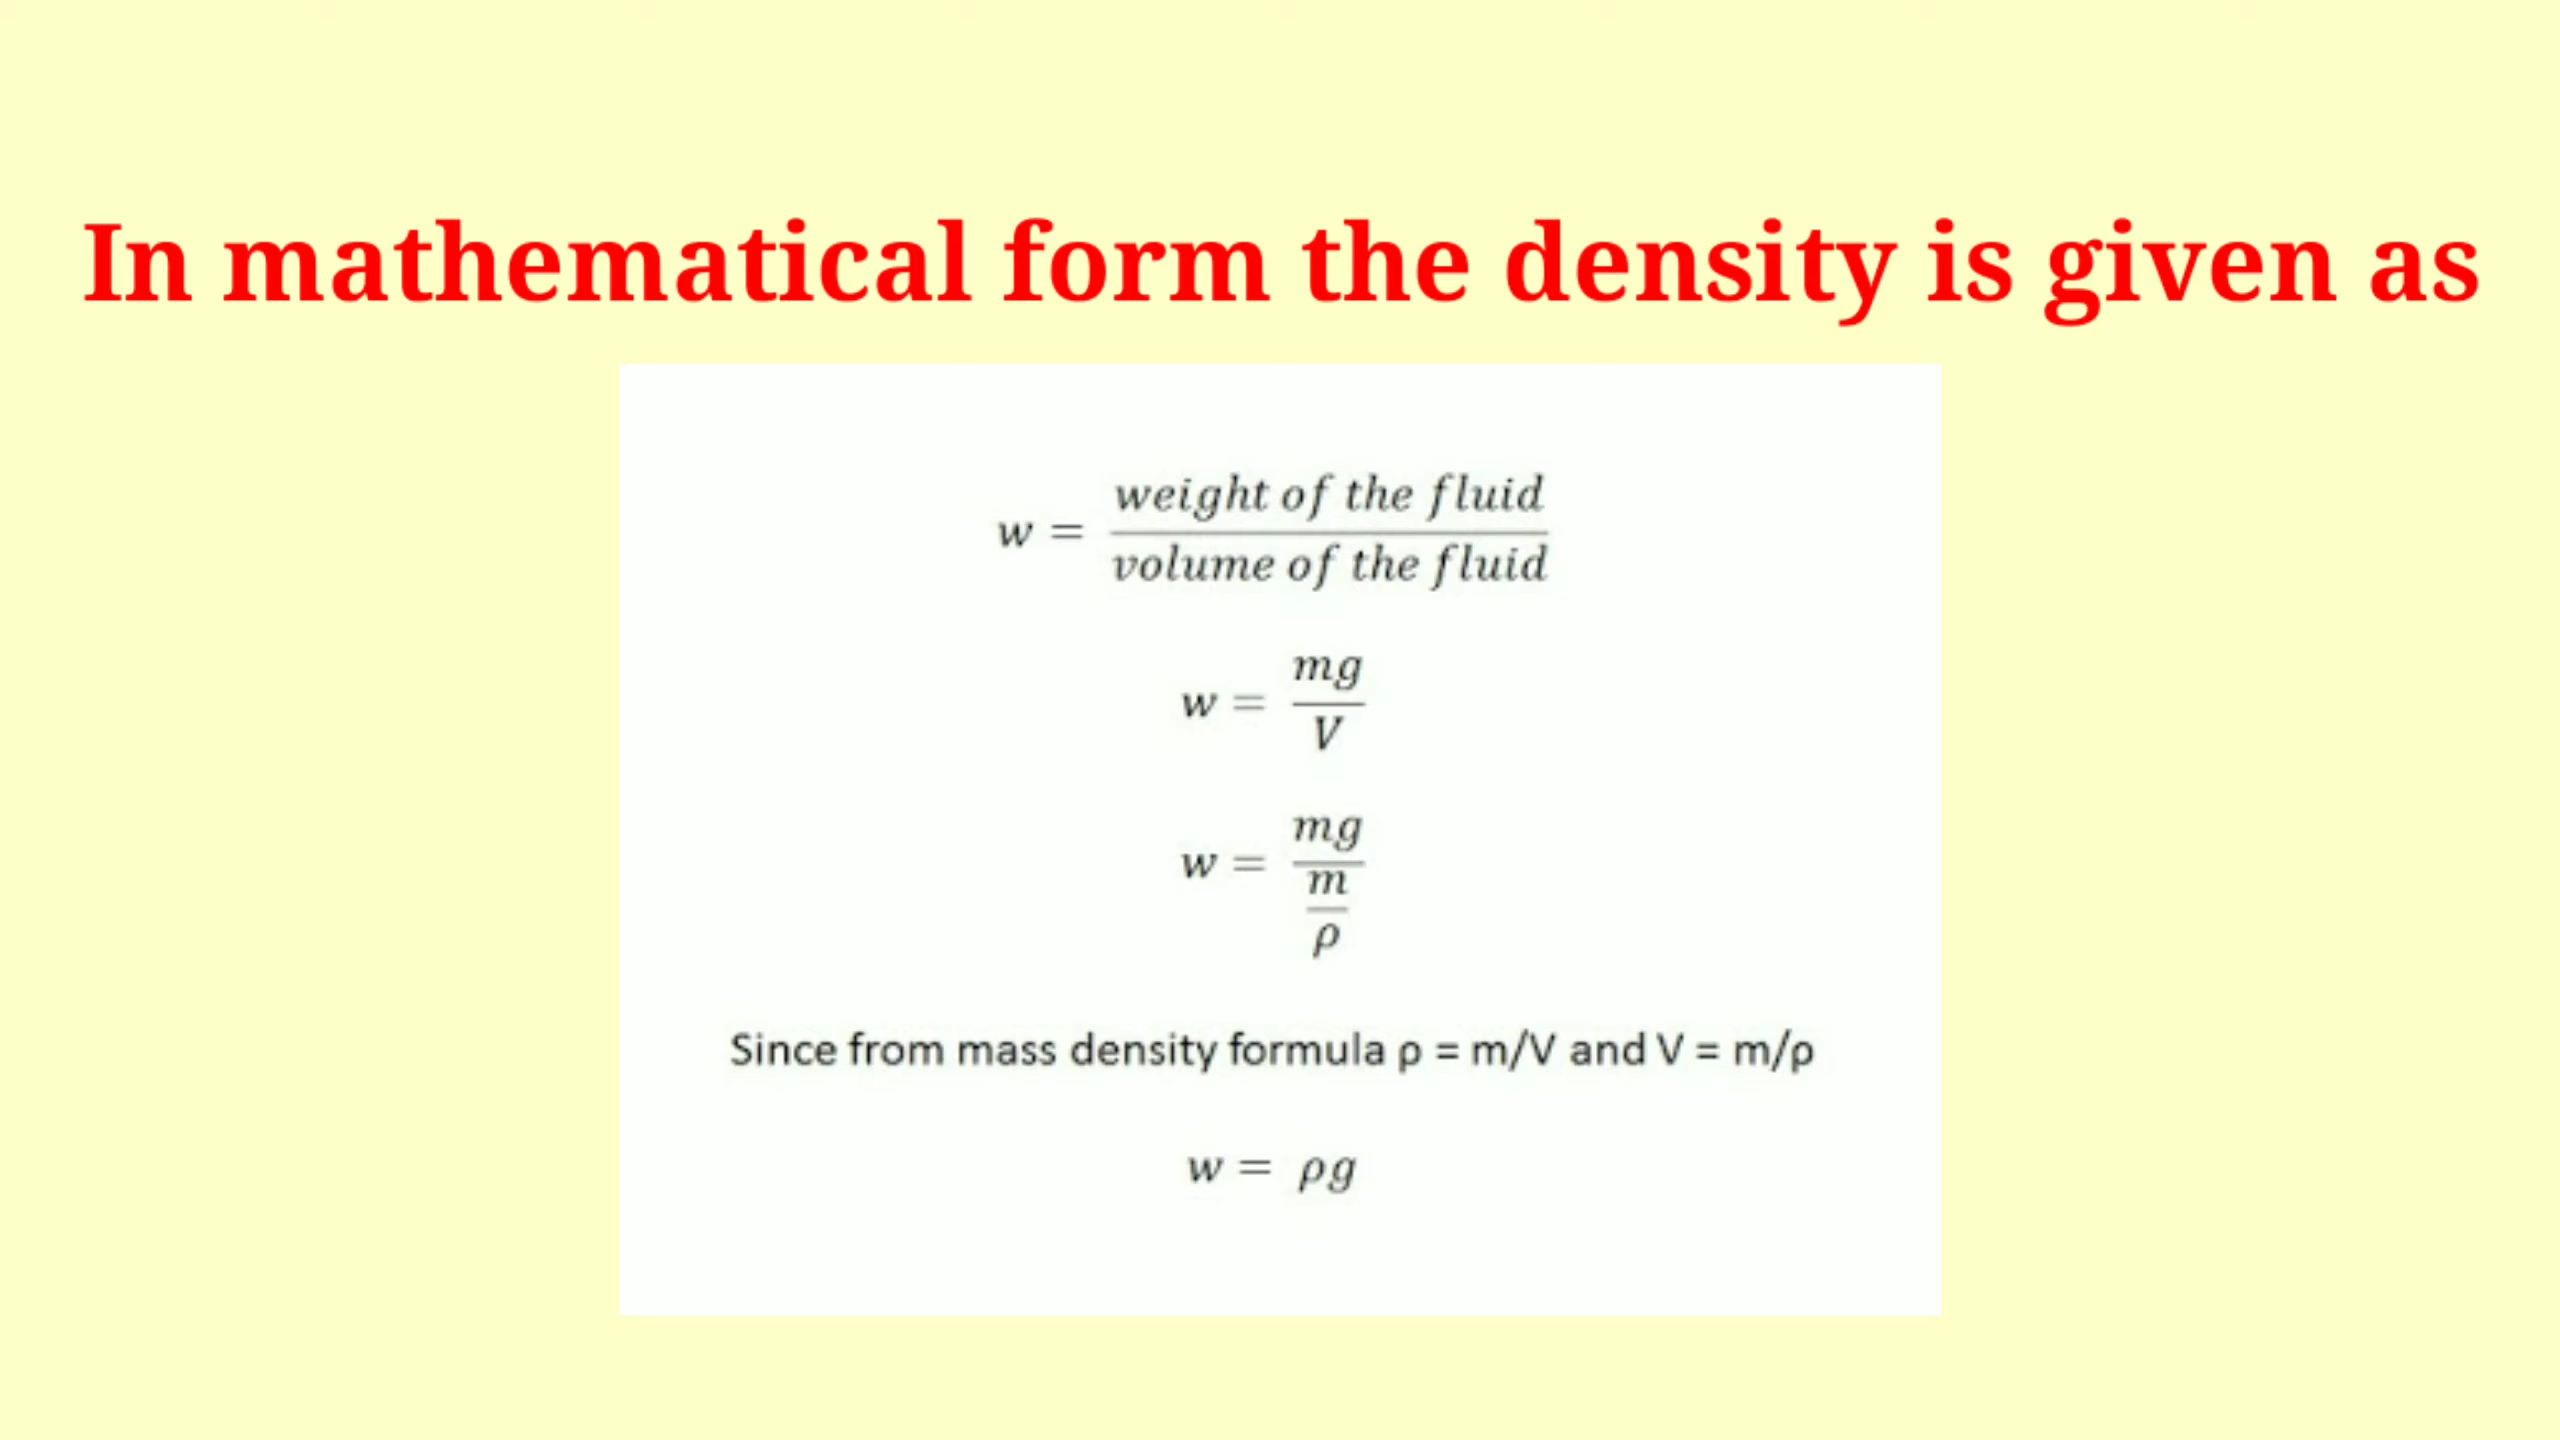 In mathematical form the density is given as
w = weight of the fluid / volume of the fluid
w = mg / V
w = mg / m / ρ
Since from mass density formula ρ = m/V and V = m/ρ
w = ρg